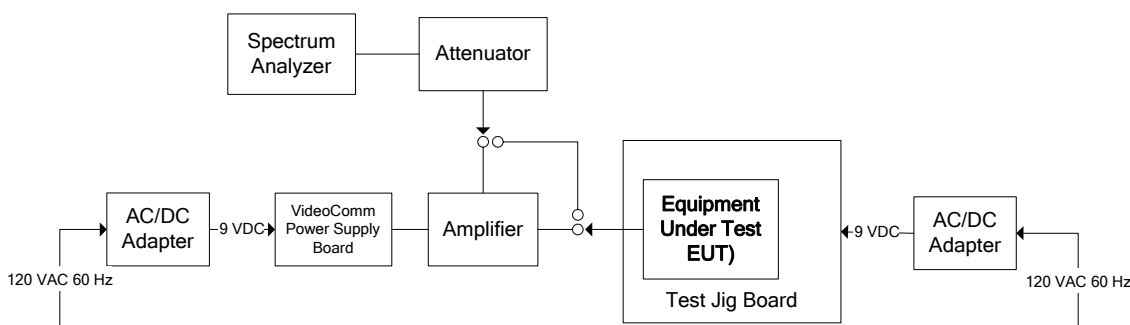 Spectrum
Analyzer
Attenuator
AC/DC
Adapter
9 VDC
VideoComm
Power Supply
Board
Amplifier
Equipment
Under Test
EUT)
Test Jig Board
9 VDC
AC/DC
Adapter
120 VAC 60 Hz
120 VAC 60 Hz